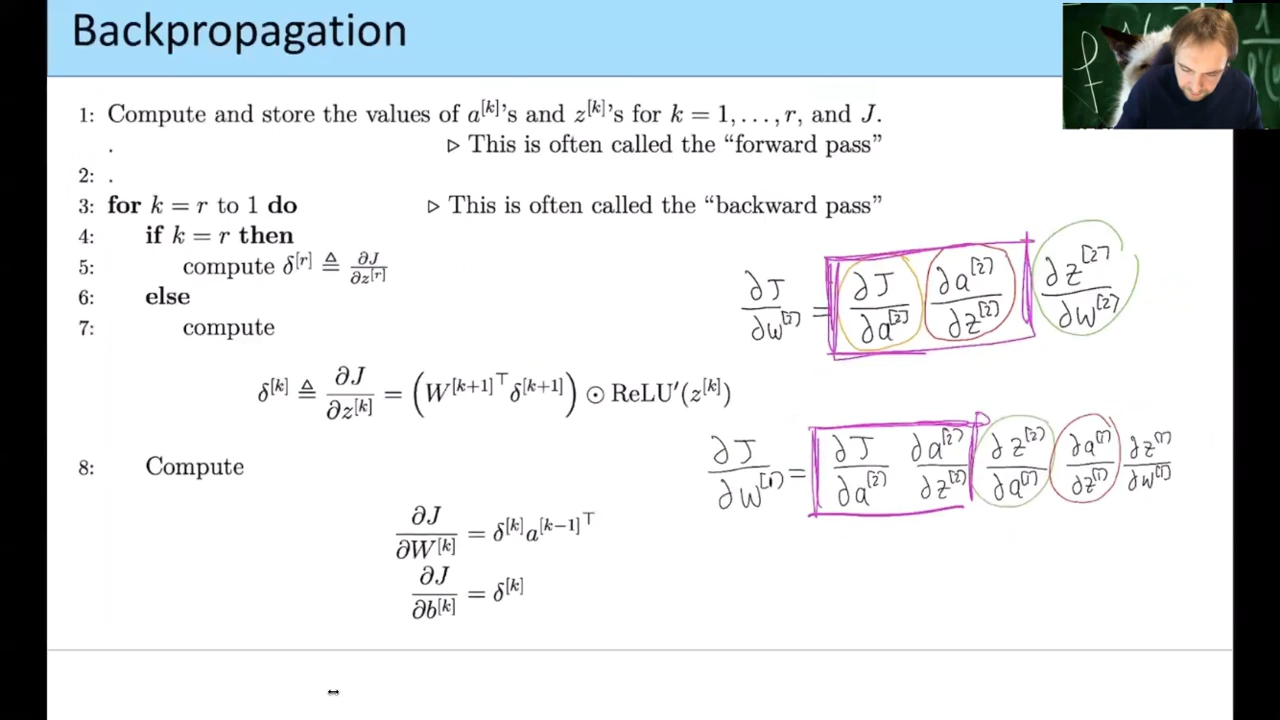 Backpropagation
1: Compute and store the values of a^[k]'s and z^[k]'s for k = 1, . . . , r, and J.
. ▷ This is often called the “forward pass”
2: .
3: for k = r to 1 do ▷ This is often called the “backward pass”
4: if k = r then
5: compute δ^[r] ≜ ∂J/∂z^[r]
6: else
7: compute
δ^[k] ≜ ∂J/∂z^[k] = (W^[k+1]⊤ δ^[k+1]) ⊙ ReLU′(z^[k])
8: Compute
∂J/∂W^[k] = δ^[k] a^[k−1]⊤
∂J/∂b^[k] = δ^[k]
∂J/∂w^[2] = ∂J/∂a^[2] ∂a^[2]/∂z^[2] ∂z^[2]/∂w^[2]
∂J/∂w^[1] = ∂J/∂a^[2] ∂a^[2]/∂z^[2] ∂z^[2]/∂a^[1] ∂a^[1]/∂z^[1] ∂z^[1]/∂w^[1]